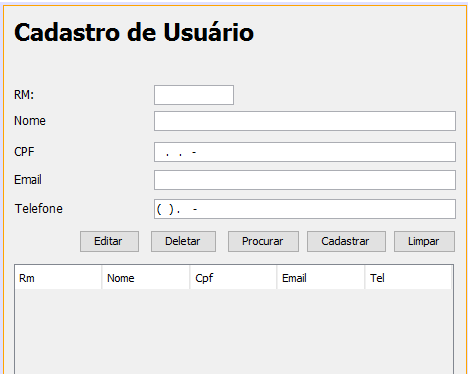 Cadastro de Usuário
RM:
Nome
CPF . . -
Email
Telefone ( ). -
Editar Deletar Procurar Cadastrar Limpar
Rm Nome Cpf Email Tel